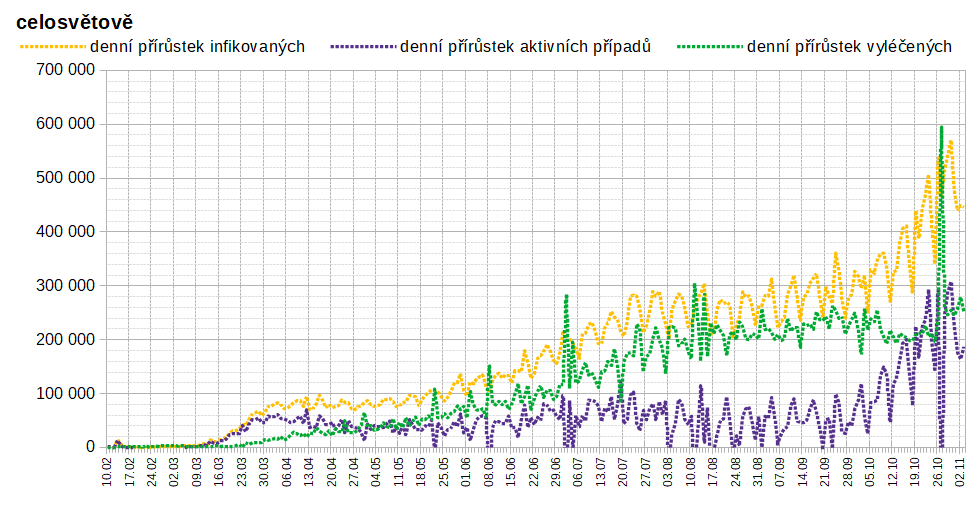 celosvětově
denní přírůstek infikovaných denní přírůstek aktivních případů denní přírůstek vyléčených
700 000
600 000
500 000
400 000
300 000
200 000
100 000
0
10.02 17.02 24.02 02.03 09.03 16.03 23.03 30.03 06.04 13.04 20.04 27.04 04.05 11.05 18.05 25.05 01.06 08.06 15.06 22.06 29.06 06.07 13.07 20.07 27.07 03.08 10.08 17.08 24.08 31.08 07.09 14.09 21.09 28.09 05.10 12.10 19.10 26.10 02.11